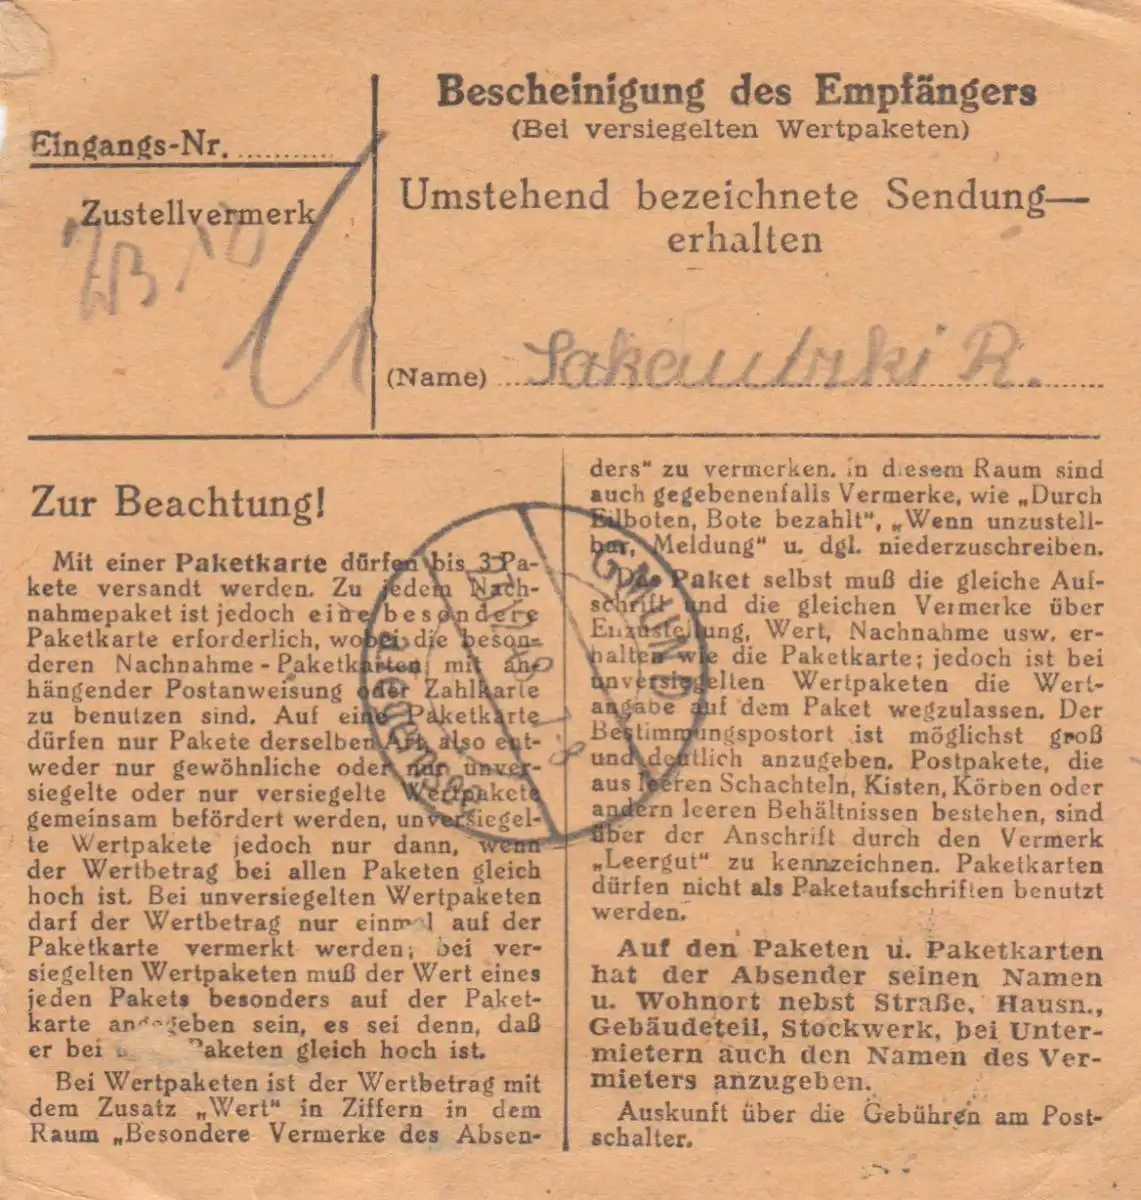 Eingangs-Nr. ............
Zustellvermerk
Bescheinigung des Empfängers
(Bei versiegelten Wertpaketen)
Umstehend bezeichnete Sendung—
erhalten
(Name)
R.
Zur Beachtung!
Mit einer Paketkarte dürfen bis 3 Pa-
kete versandt werden. Zu jedem Nach-
nahmepaket ist jedoch eine besondere
Paketkarte erforderlich, wobei die beson-
deren Nachnahme-Paketkarten mit an-
hängender Postanweisung oder Zahlkarte
zu benutzen sind. Auf eine Paketkarte
dürfen nur Pakete derselben Art, also ent-
weder nur gewöhnliche oder nur unver-
siegelte oder nur versiegelte Wertpakete
gemeinsam befördert werden, unversiegel-
te Wertpakete jedoch nur dann, wenn
der Wertbetrag bei allen Paketen gleich
hoch ist. Bei unversiegelten Wertpaketen
darf der Wertbetrag nur einmal auf der
Paketkarte vermerkt werden; bei ver-
siegelten Wertpaketen muß der Wert eines
jeden Pakets besonders auf der Paket-
karte angegeben sein, es sei denn, daß
er bei Paketen gleich hoch ist.
Bei Wertpaketen ist der Wertbetrag mit
dem Zusatz „Wert" in Ziffern in dem
Raum „Besondere Vermerke des Absen-
ders" zu vermerken. In diesem Raum sind
auch gegebenenfalls Vermerke, wie „Durch
Eilboten, Bote bezahlt", „Wenn unzustell-
bar, Meldung" u. dgl. niederzuschreiben.
Das Paket selbst muß die gleiche Auf-
schrift und die gleichen Vermerke über
Einzustellung, Wert, Nachnahme usw. er-
halten wie die Paketkarte; jedoch ist bei
unversiegelten Wertpaketen die Wert-
angabe auf dem Paket wegzulassen. Der
Bestimmungspostort ist möglichst groß
und deutlich anzugeben. Postpakete, die
aus leeren Schachteln, Kisten, Körben oder
andern leeren Behältnissen bestehen, sind
über der Anschrift durch den Vermerk
„Leergut" zu kennzeichnen. Paketkarten
dürfen nicht als Paketaufschriften benutzt
werden.
Auf den Paketen u. Paketkarten
hat der Absender seinen Namen
u. Wohnort nebst Straße, Hausn.,
Gebäudeteil, Stockwerk, bei Unter-
mietern auch den Namen des Ver-
mieters anzugeben.
Auskunft über die Gebühren am Post-
schalter.
GMUND